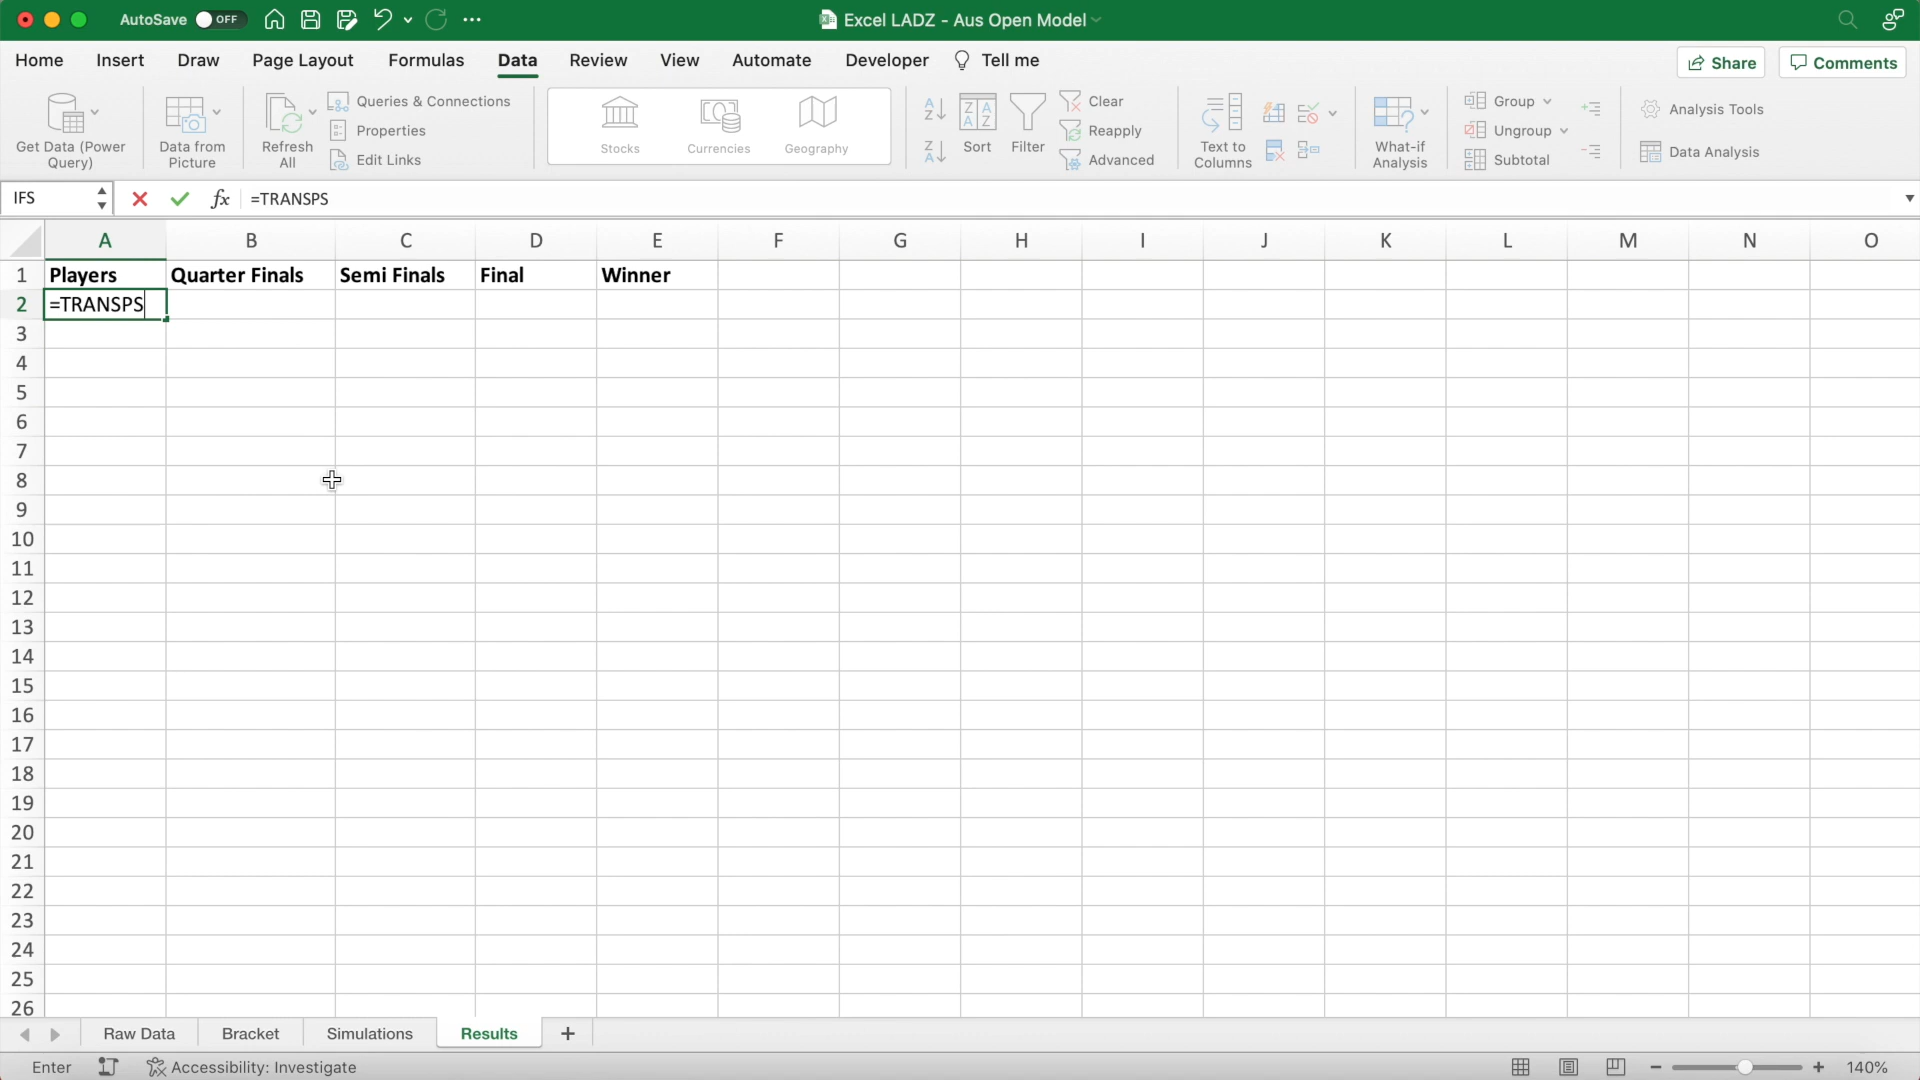 AutoSave OFF Excel LADZ - Aus Open Model
Home Insert Draw Page Layout Formulas Data Review View Automate Developer Tell me Share Comments
Get Data (Power Query)
Data from Picture
Refresh All
Queries & Connections
Properties
Edit Links
Stocks Currencies Geography
Sort Filter
Clear
Reapply
Advanced
Text to Columns
What-if Analysis
Group
Ungroup
Subtotal
Analysis Tools
Data Analysis
IFS fx =TRANSPS
A B C D E F G H I J K L M N O
1 Players Quarter Finals Semi Finals Final Winner
2 =TRANSPS
3
4
5
6
7
8
9
10
11
12
13
14
15
16
17
18
19
20
21
22
23
24
25
26
Raw Data Bracket Simulations Results +
Enter Accessibility: Investigate 140%